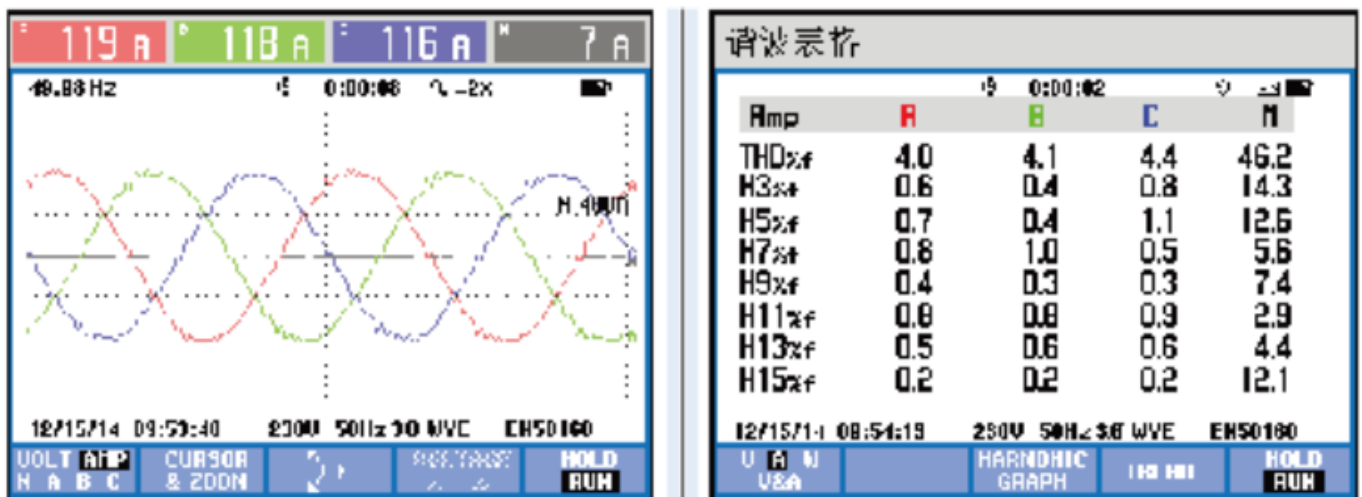 119 A 118 A 116 A 7 A
49.88 Hz 0:00:08 -2X
12/15/14 230V 50Hz 3Ø WYE EN50160
VOLT AMP
N A B C
CURSOR
& ZOOM
HOLD
RUN
谐波表格
0:00:02
Amp A B C N
THD%f 4.0 4.1 4.4 46.2
H3%f 0.6 0.4 0.8 14.3
H5%f 0.7 0.4 1.1 12.6
H7%f 0.8 1.0 0.5 5.6
H9%f 0.4 0.3 0.3 7.4
H11%f 0.8 0.8 0.9 2.9
H13%f 0.5 0.6 0.6 4.4
H15%f 0.2 0.2 0.2 12.1
12/15/14 08:54:19 230V 50Hz 3Ø WYE EN50160
V A W
V&A
HARMONIC
GRAPH
HOLD
RUN